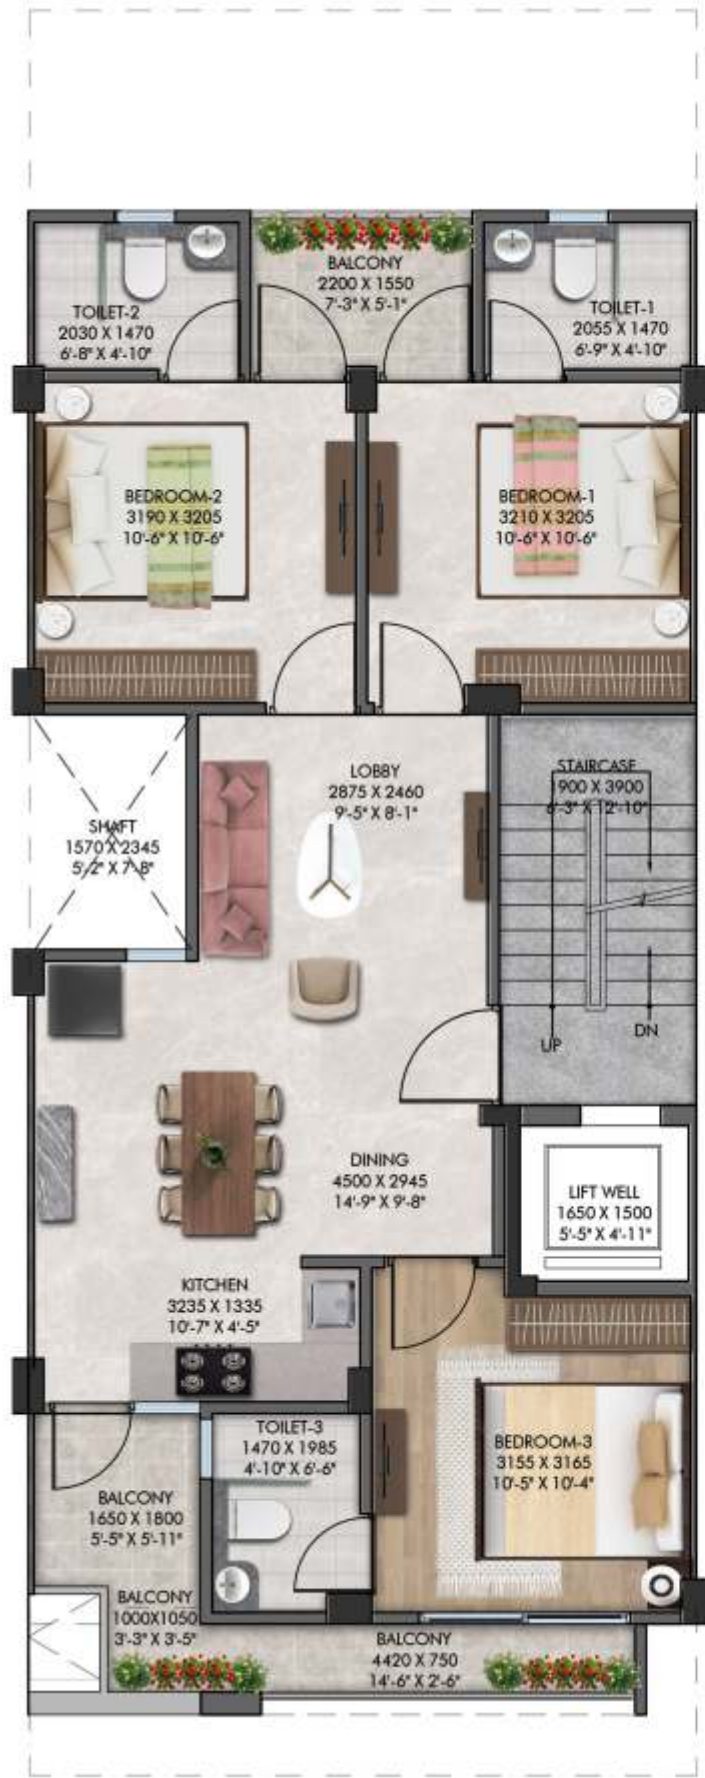 BALCONY
2200 X 1550
7'-3" X 5'-1"
TOILET-2
2030 X 1470
6'-8" X 4'-10"
TOILET-1
2055 X 1470
6'-9" X 4'-10"
BEDROOM-2
3190 X 3205
10'-6" X 10'-6"
BEDROOM-1
3210 X 3205
10'-6" X 10'-6"
LOBBY
2875 X 2460
9'-5" X 8'-1"
STAIRCASE
1900 X 3900
6'-3" X 12'-10"
SHAFT
1570 X 2345
5'-2" X 7'-8"
UP
DN
DINING
4500 X 2945
14'-9" X 9'-8"
LIFT WELL
1650 X 1500
5'-5" X 4'-11"
KITCHEN
3235 X 1335
10'-7" X 4'-5"
TOILET-3
1470 X 1985
4'-10" X 6'-6"
BEDROOM-3
3155 X 3165
10'-5" X 10'-4"
BALCONY
1650 X 1800
5'-5" X 5'-11"
BALCONY
1000X1050
3'-3" X 3'-5"
BALCONY
4420 X 750
14'-6" X 2'-6"